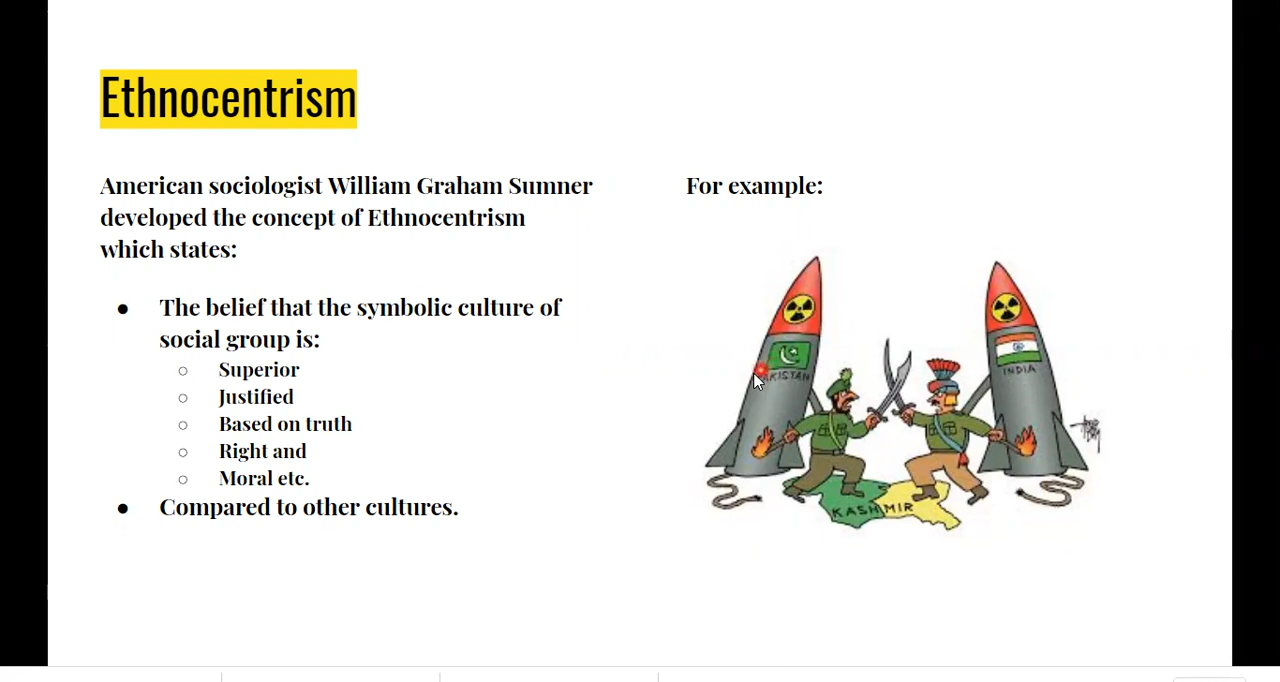 Ethnocentrism
American sociologist William Graham Sumner
developed the concept of Ethnocentrism
which states:
● The belief that the symbolic culture of
social group is:
○ Superior
○ Justified
○ Based on truth
○ Right and
○ Moral etc.
● Compared to other cultures.
For example:
PAKISTAN
INDIA
KASHMIR